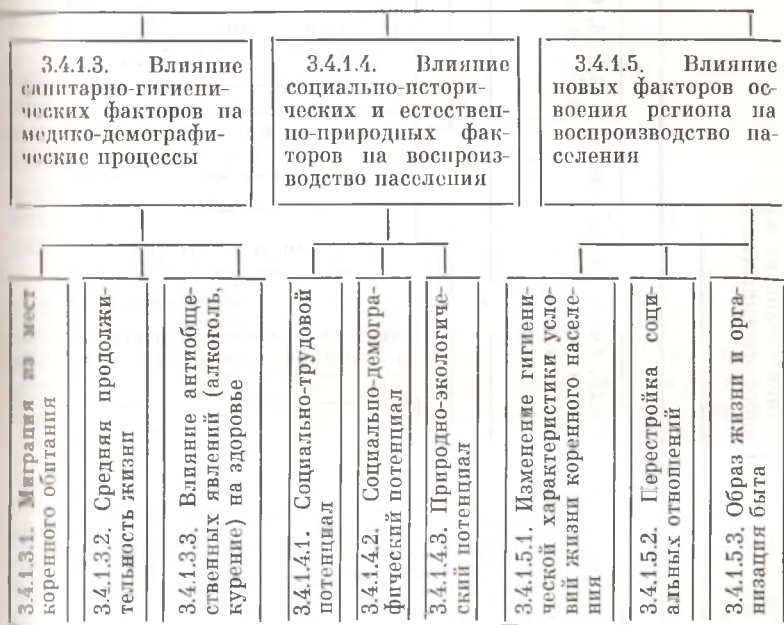 3.4.1.3. Влияние
санитарно-гигиени-
ческих факторов на
медико-демографи-
ческие процессы
3.4.1.4. Влияние
социально-истори-
ческих и естествен-
но-природных фак-
торов на воспроиз-
водство населения
3.4.1.5. Влияние
новых факторов ос-
воения региона на
воспроизводство на-
селения
3.4.1.3.1. Миграция из мест
коренного обитания
3.4.1.3.2. Средняя продолжи-
тельность жизни
3.4.1.3.3. Влияние антиобще-
ственных явлений (алкоголь,
курение) на здоровье
3.4.1.4.1. Социально-трудовой
потенциал
3.4.1.4.2. Социально-демогра-
фический потенциал
3.4.1.4.3. Природно-экологиче-
ский потенциал
3.4.1.5.1. Изменение гигиени-
ческой характеристики усло-
вий жизни коренного населе-
ния
3.4.1.5.2. Перестройка соци-
альных отношений
3.4.1.5.3. Образ жизни и орга-
низация быта